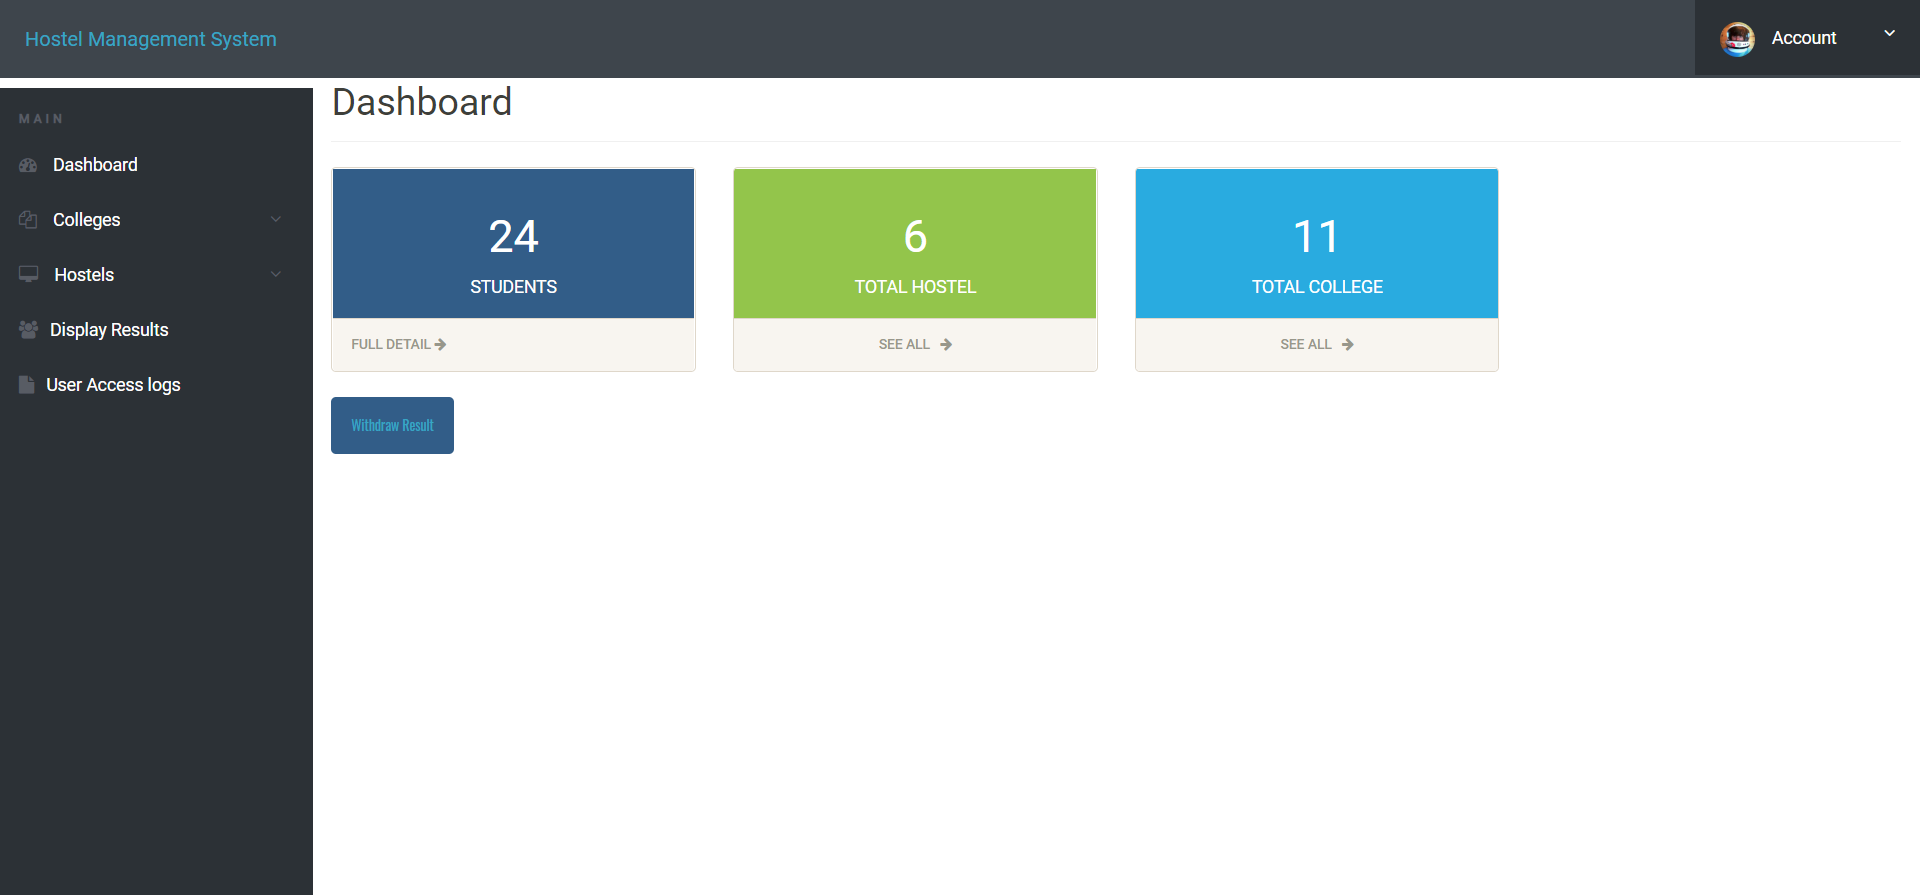 Hostel Management System
Account
MAIN
Dashboard
Colleges
Hostels
Display Results
User Access logs
Dashboard
24
STUDENTS
FULL DETAIL
6
TOTAL HOSTEL
SEE ALL
11
TOTAL COLLEGE
SEE ALL
Withdraw Result